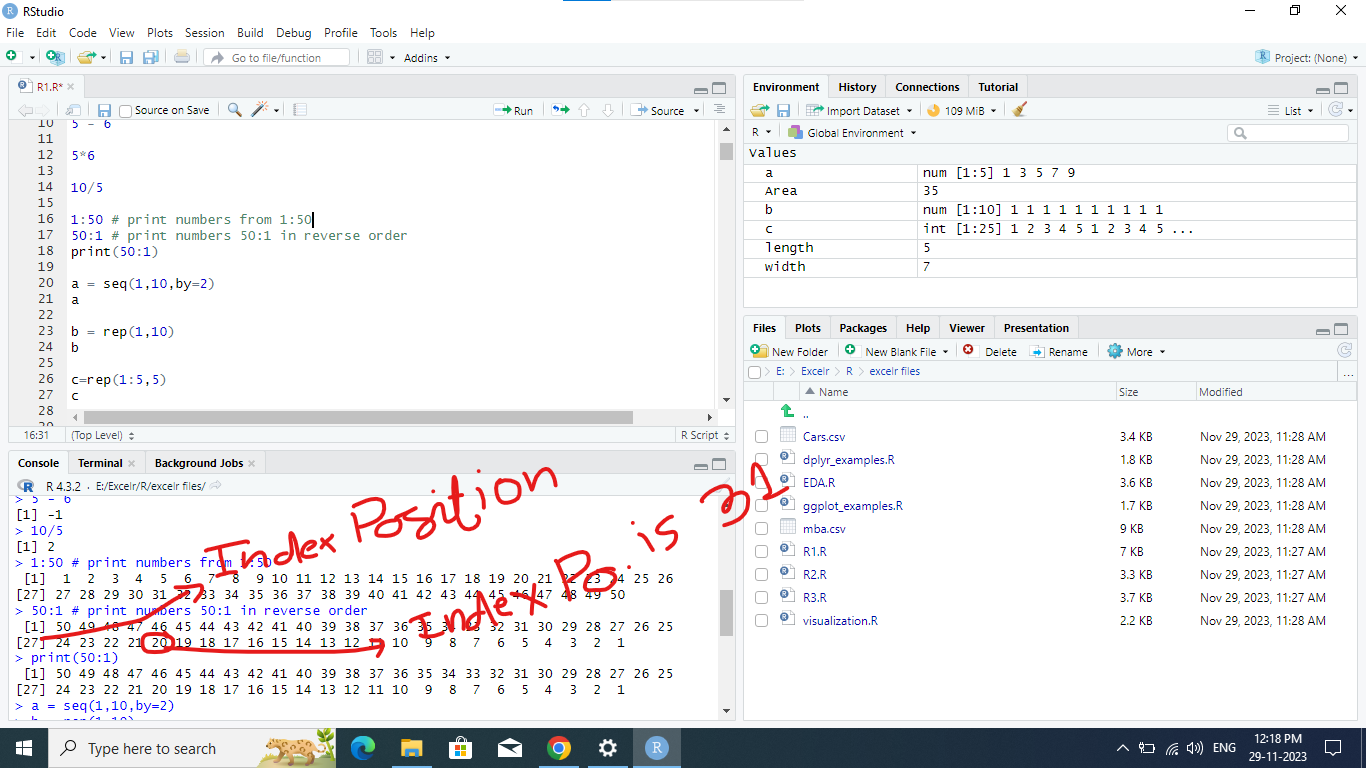 RStudio
File Edit Code View Plots Session Build Debug Profile Tools Help
Go to file/function Addins Project: (None)
R1.R*
Source on Save Run Source
10 5 - 6
11
12 5*6
13
14 10/5
15
16 1:50 # print numbers from 1:50
17 50:1 # print numbers 50:1 in reverse order
18 print(50:1)
19
20 a = seq(1,10,by=2)
21 a
22
23 b = rep(1,10)
24 b
25
26 c=rep(1:5,5)
27 c
28
16:31 (Top Level) R Script
Console Terminal Background Jobs
R 4.3.2 · E:/Excelr/R/excelr files/
> 5 - 6
[1] -1
> 10/5
[1] 2
> 1:50 # print numbers from 1:50
[1] 1 2 3 4 5 6 7 8 9 10 11 12 13 14 15 16 17 18 19 20 21 22 23 24 25 26
[27] 27 28 29 30 31 32 33 34 35 36 37 38 39 40 41 42 43 44 45 46 47 48 49 50
> 50:1 # print numbers 50:1 in reverse order
[1] 50 49 48 47 46 45 44 43 42 41 40 39 38 37 36 35 34 33 32 31 30 29 28 27 26 25
[27] 24 23 22 21 20 19 18 17 16 15 14 13 12 11 10 9 8 7 6 5 4 3 2 1
> print(50:1)
[1] 50 49 48 47 46 45 44 43 42 41 40 39 38 37 36 35 34 33 32 31 30 29 28 27 26 25
[27] 24 23 22 21 20 19 18 17 16 15 14 13 12 11 10 9 8 7 6 5 4 3 2 1
> a = seq(1,10,by=2)
Index Position
Index Po. is 31
Environment History Connections Tutorial
Import Dataset 109 MiB List
R Global Environment
Values
a num [1:5] 1 3 5 7 9
Area 35
b num [1:10] 1 1 1 1 1 1 1 1 1 1
c int [1:25] 1 2 3 4 5 1 2 3 4 5 ...
length 5
width 7
Files Plots Packages Help Viewer Presentation
New Folder New Blank File Delete Rename More
E: Excelr R excelr files ...
Name Size Modified
..
Cars.csv 3.4 KB Nov 29, 2023, 11:28 AM
dplyr_examples.R 1.8 KB Nov 29, 2023, 11:28 AM
EDA.R 3.6 KB Nov 29, 2023, 11:28 AM
ggplot_examples.R 1.7 KB Nov 29, 2023, 11:28 AM
mba.csv 9 KB Nov 29, 2023, 11:28 AM
R1.R 7 KB Nov 29, 2023, 11:27 AM
R2.R 3.3 KB Nov 29, 2023, 11:27 AM
R3.R 3.7 KB Nov 29, 2023, 11:27 AM
visualization.R 2.2 KB Nov 29, 2023, 11:28 AM
Type here to search
ENG
12:18 PM
29-11-2023